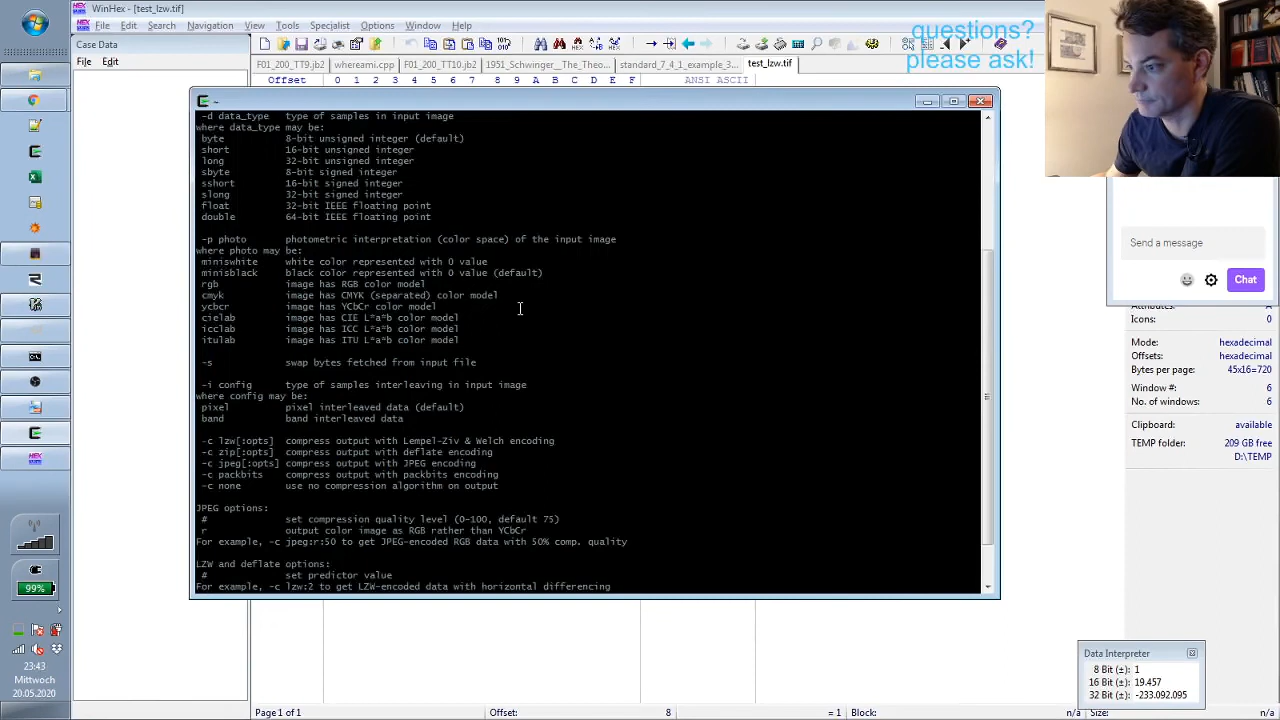 WinHex - [test_lzw.tif]
File Edit Search Navigation View Tools Specialist Options Window Help
questions?
please ask!
Case Data
File Edit
F01_200_TT9.jb2 whereami.cpp F01_200_TT10.jb2 1951_Schwinger__The_Theo... standard_7_4_1_example_3... test_lzw.tif
Offset 0 1 2 3 4 5 6 7 8 9 A B C D E F ANSI ASCII
~
-d data_type type of samples in input image
where data_type may be:
byte 8-bit unsigned integer (default)
short 16-bit unsigned integer
long 32-bit unsigned integer
sbyte 8-bit signed integer
sshort 16-bit signed integer
slong 32-bit signed integer
float 32-bit IEEE floating point
double 64-bit IEEE floating point
-p photo photometric interpretation (color space) of the input image
where photo may be:
miniswhite white color represented with 0 value
minisblack black color represented with 0 value (default)
rgb image has RGB color model
cmyk image has CMYK (separated) color model
ycbcr image has YCbCr color model
cielab image has CIE L*a*b color model
icclab image has ICC L*a*b color model
itulab image has ITU L*a*b color model
-s swap bytes fetched from input file
-i config type of samples interleaving in input image
where config may be:
pixel pixel interleaved data (default)
band band interleaved data
-c lzw[:opts] compress output with Lempel-Ziv & Welch encoding
-c zip[:opts] compress output with deflate encoding
-c jpeg[:opts] compress output with JPEG encoding
-c packbits compress output with packbits encoding
-c none use no compression algorithm on output
JPEG options:
# set compression quality level (0-100, default 75)
r output color image as RGB rather than YCbCr
For example, -c jpeg:r:50 to get JPEG-encoded RGB data with 50% comp. quality
LZW and deflate options:
# set predictor value
For example, -c lzw:2 to get LZW-encoded data with horizontal differencing
Send a message
Chat
Icons: 0
Mode: hexadecimal
Offsets: hexadecimal
Bytes per page: 45x16=720
Window #: 6
No. of windows: 6
Clipboard: available
TEMP folder: 209 GB free
D:\TEMP
Data Interpreter
8 Bit (±): 1
16 Bit (±): 19.457
32 Bit (±): -233.092.095
99%
23:43
Mittwoch
20.05.2020
Page 1 of 1 Offset: 8 = 1 Block: n/a Size: n/a